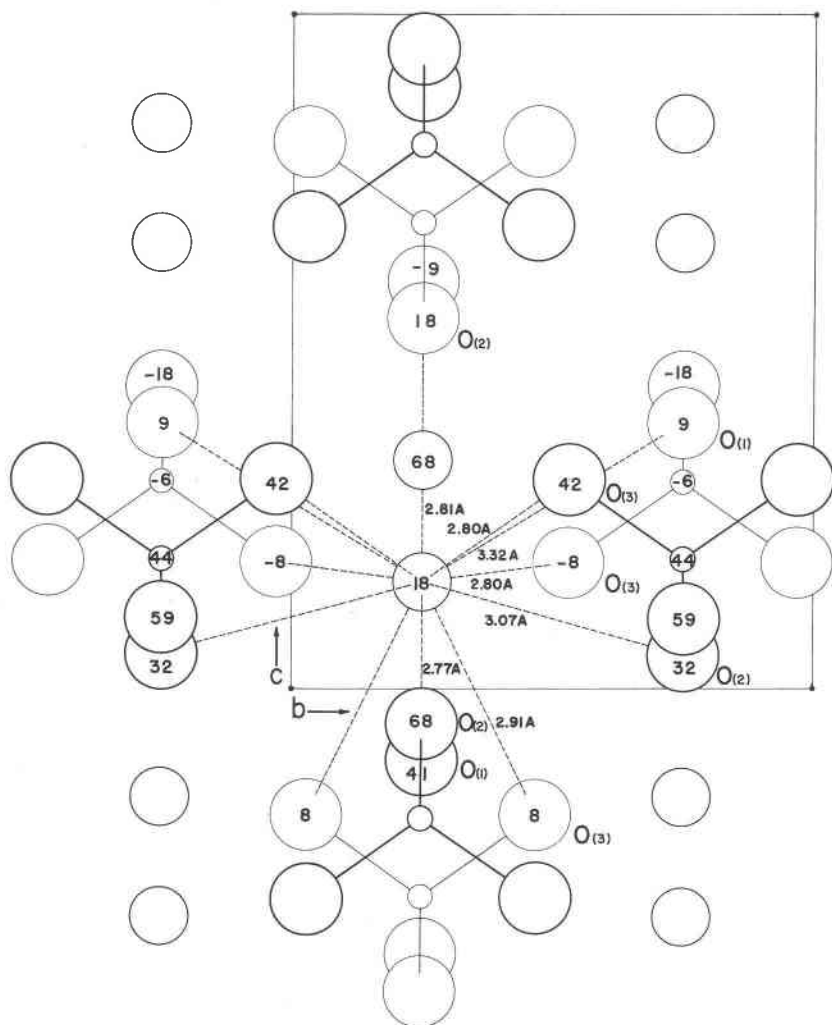 -9
18
O(2)
-18
-18
9
9
O(1)
68
-6
-6
42
42
O(3)
2.81A
2.80A
3.32A
44
-8
-8
44
18
2.80A
O(3)
59
59
3.07A
32
32
C
O(2)
2.77A
b
68
O(2)
2.91A
41
O(1)
8
8
O(3)